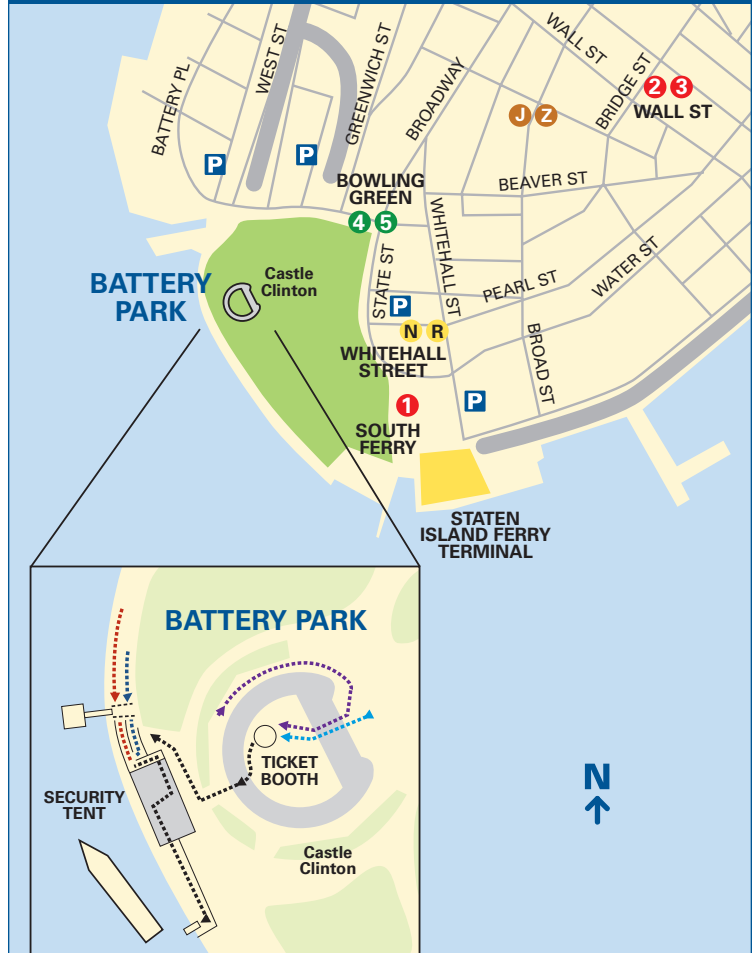 WALL ST
WEST ST
GREENWICH ST
BROADWAY
BRIDGE ST
2 3
WALL ST
BATTERY PL
J Z
P
P
BOWLING
GREEN
4 5
BEAVER ST
STATE ST
WHITEHALL ST
PEARL ST
WATER ST
BATTERY
PARK
Castle
Clinton
P
N R
WHITEHALL
STREET
BROAD ST
1
P
SOUTH
FERRY
STATEN
ISLAND FERRY
TERMINAL
BATTERY PARK
TICKET
BOOTH
SECURITY
TENT
Castle
Clinton
N